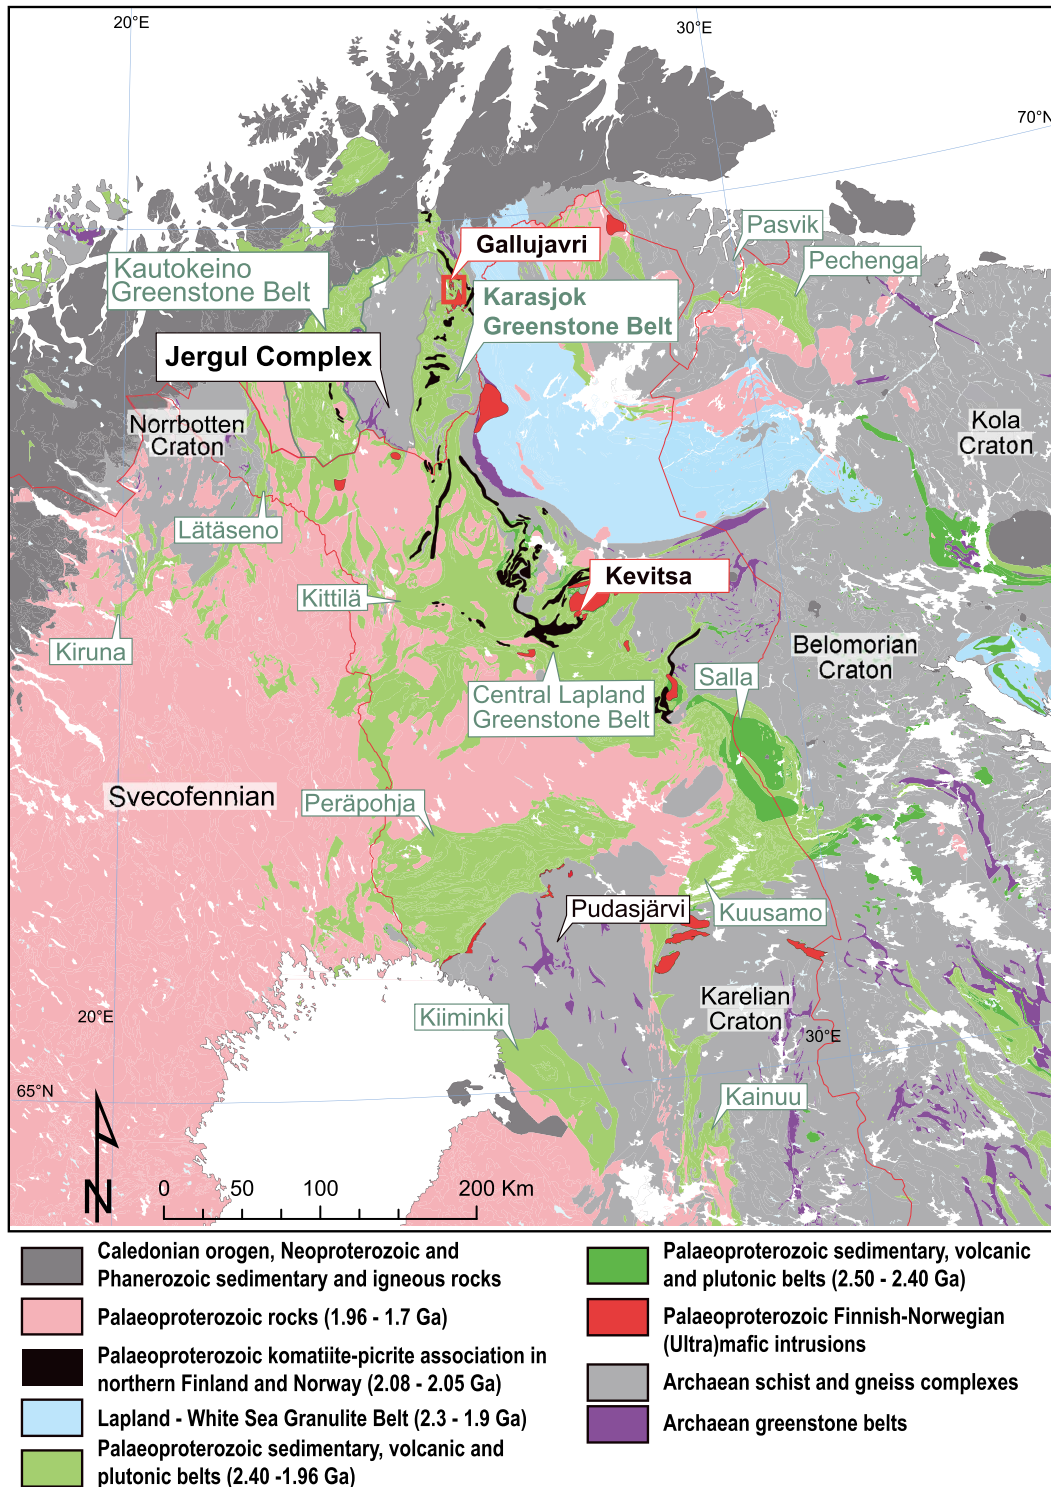 20°E
30°E
70°N
Pasvik
Gallujavri
Pechenga
Kautokeino
Greenstone Belt
Karasjok
Greenstone Belt
Jergul Complex
Norrbotten
Craton
Kola
Craton
Lätäseno
Kevitsa
Kittilä
Kiruna
Belomorian
Craton
Salla
Central Lapland
Greenstone Belt
Svecofennian
Peräpohja
Pudasjärvi
Kuusamo
Karelian
Craton
20°E
Kiiminki
30°E
65°N
Kainuu
N
0 50 100 200 Km
Caledonian orogen, Neoproterozoic and
Phanerozoic sedimentary and igneous rocks
Palaeoproterozoic rocks (1.96 - 1.7 Ga)
Palaeoproterozoic komatiite-picrite association in
northern Finland and Norway (2.08 - 2.05 Ga)
Lapland - White Sea Granulite Belt (2.3 - 1.9 Ga)
Palaeoproterozoic sedimentary, volcanic and
plutonic belts (2.40 -1.96 Ga)
Palaeoproterozoic sedimentary, volcanic
and plutonic belts (2.50 - 2.40 Ga)
Palaeoproterozoic Finnish-Norwegian
(Ultra)mafic intrusions
Archaean schist and gneiss complexes
Archaean greenstone belts